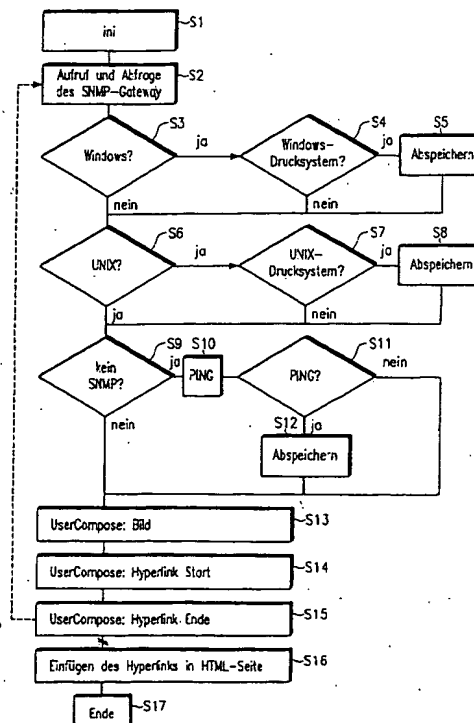 ini
S1
Aufruf und Abfrage
des SNMP-Gateway
S2
Windows?
S3
ja
nein
Windows-
Drucksystem?
S4
ja
nein
Abspeichern
S5
UNIX?
S6
ja
ja
UNIX-
Drucksystem?
S7
ja
nein
Abspeichern
S8
kein
SNMP?
S9
ja
nein
S10
PING
PING?
S11
nein
ja
S12
Abspeichern
UserCompose: Bild
S13
UserCompose: Hyperlink Start
S14
UserCompose: Hyperlink Ende
S15
Einfügen des Hyperlinks in HTML-Seite
S16
Ende
S17